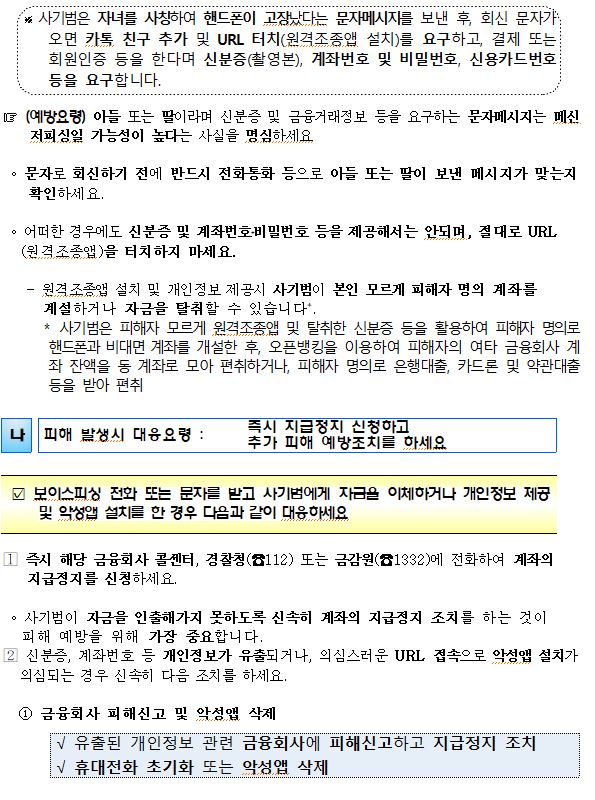 ※ 사기범은 자녀를 사칭하여 핸드폰이 고장났다는 문자메시지를 보낸 후, 회신 문자가
오면 카톡 친구 추가 및 URL 터치(원격조종앱 설치)를 요구하고, 결제 또는
회원인증 등을 한다며 신분증(촬영본), 계좌번호 및 비밀번호, 신용카드번호
등을 요구합니다.
☞ (예방요령) 아들 또는 딸이라며 신분증 및 금융거래정보 등을 요구하는 문자메시지는 메신
저피싱일 가능성이 높다는 사실을 명심하세요
◦ 문자로 회신하기 전에 반드시 전화통화 등으로 아들 또는 딸이 보낸 메시지가 맞는지
확인하세요.
◦ 어떠한 경우에도 신분증 및 계좌번호·비밀번호 등을 제공해서는 안되며, 절대로 URL
(원격조종앱)을 터치하지 마세요.
- 원격조종앱 설치 및 개인정보 제공시 사기범이 본인 모르게 피해자 명의 계좌를
계설하거나 자금을 탈취할 수 있습니다*.
* 사기범은 피해자 모르게 원격조종앱 및 탈취한 신분증 등을 활용하여 피해자 명의로
핸드폰과 비대면 계좌를 개설한 후, 오픈뱅킹을 이용하여 피해자의 여타 금융회사 계
좌 잔액을 동 계좌로 모아 편취하거나, 피해자 명의로 은행대출, 카드론 및 약관대출
등을 받아 편취
나 피해 발생시 대응요령 : 즉시 지급정지 신청하고
추가 피해 예방조치를 하세요
☑ 보이스피싱 전화 또는 문자를 받고 사기범에게 자금을 이체하거나 개인정보 제공
및 악성앱 설치를 한 경우 다음과 같이 대응하세요
1 즉시 해당 금융회사 콜센터, 경찰청(☎112) 또는 금감원(☎1332)에 전화하여 계좌의
지급정지를 신청하세요.
◦ 사기범이 자금을 인출해가지 못하도록 신속히 계좌의 지급정지 조치를 하는 것이
피해 예방을 위해 가장 중요합니다.
2 신분증, 계좌번호 등 개인정보가 유출되거나, 의심스러운 URL 접속으로 악성앱 설치가
의심되는 경우 신속히 다음 조치를 하세요.
① 금융회사 피해신고 및 악성앱 삭제
√ 유출된 개인정보 관련 금융회사에 피해신고하고 지급정지 조치
√ 휴대전화 초기화 또는 악성앱 삭제